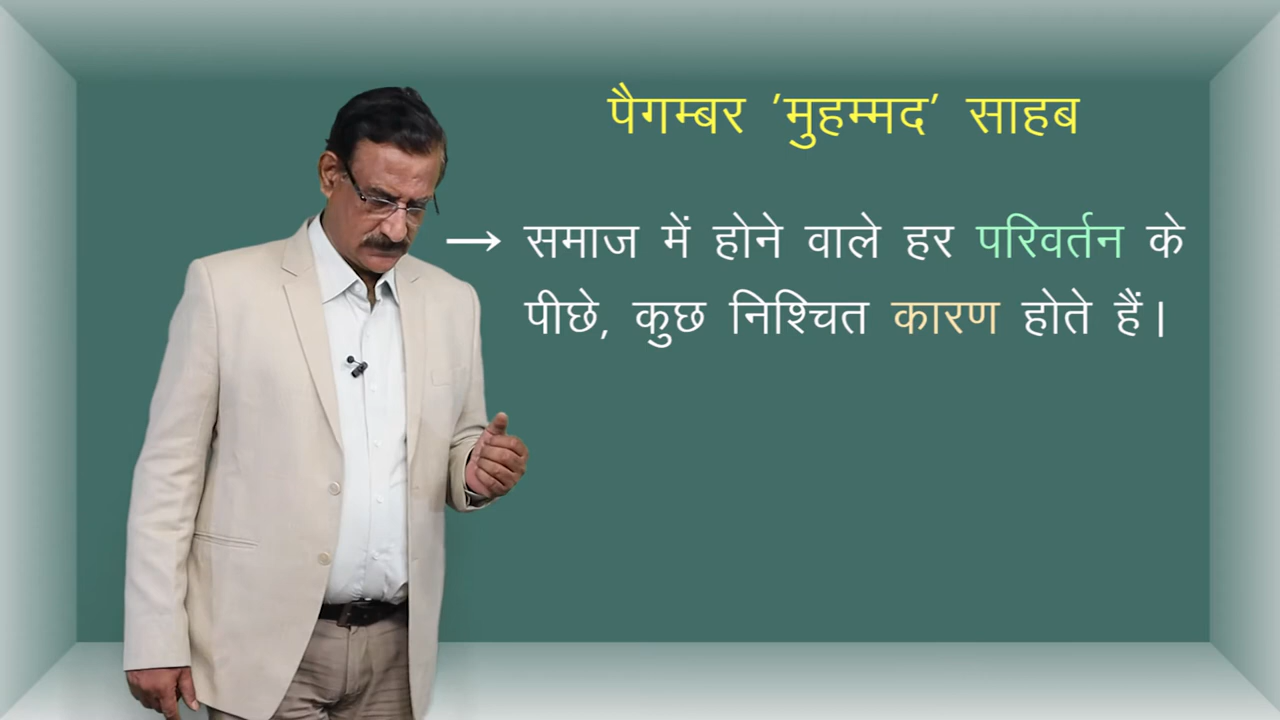 पैगम्बर 'मुहम्मद' साहब
→ समाज में होने वाले हर परिवर्तन के
पीछे, कुछ निश्चित कारण होते हैं।